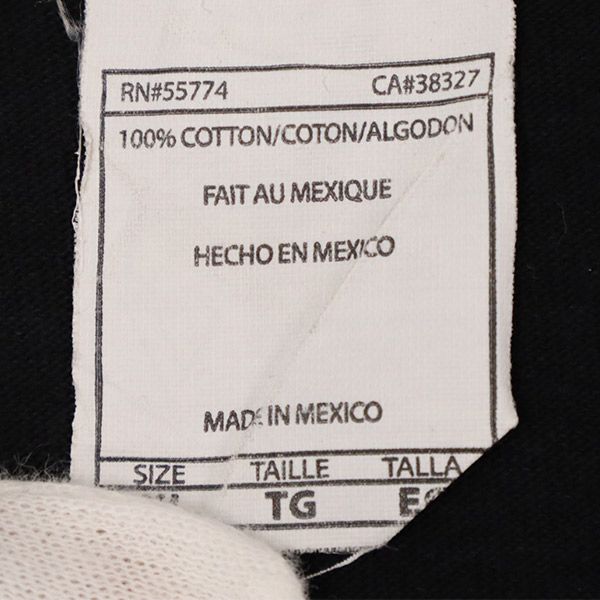 RN#55774 CA#38327
100% COTTON/COTON/ALGODON
FAIT AU MEXIQUE
HECHO EN MEXICO
MADE IN MEXICO
SIZE TAILLE TALLA
TG